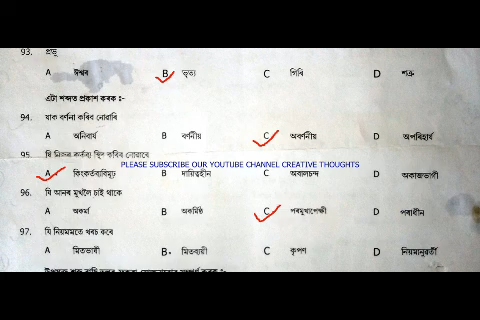 93. প্ৰভু
A ঈশ্বৰ B ভৃত্য C গিৰি D শত্ৰু
এটা শব্দত প্ৰকাশ কৰক :-
94. যাক বৰ্ণনা কৰিব নোৱাৰি
A অনিবাৰ্য B বৰ্ণনীয় C অবৰ্ণনীয় D অপৰিহাৰ্য
95. যি নিজৰ কৰ্তব্য স্থিৰ কৰিব নোৱাৰে
PLEASE SUBSCRIBE OUR YOUTUBE CHANNEL CREATIVE THOUGHTS
A কিংকৰ্তব্যবিমূঢ় B দায়িত্বহীন C D অকাজভাগী
96. যি আনৰ মুখলৈ চাই থাকে
A অকৰ্মা B অকৰ্মিষ্ঠ C পৰমুখাপেক্ষী D পৰাধীন
97. যি নিয়মমতে খৰচ কৰে
A মিতভাষী B. মিতব্যয়ী C কৃপণ D নিয়মানুৱৰ্তী